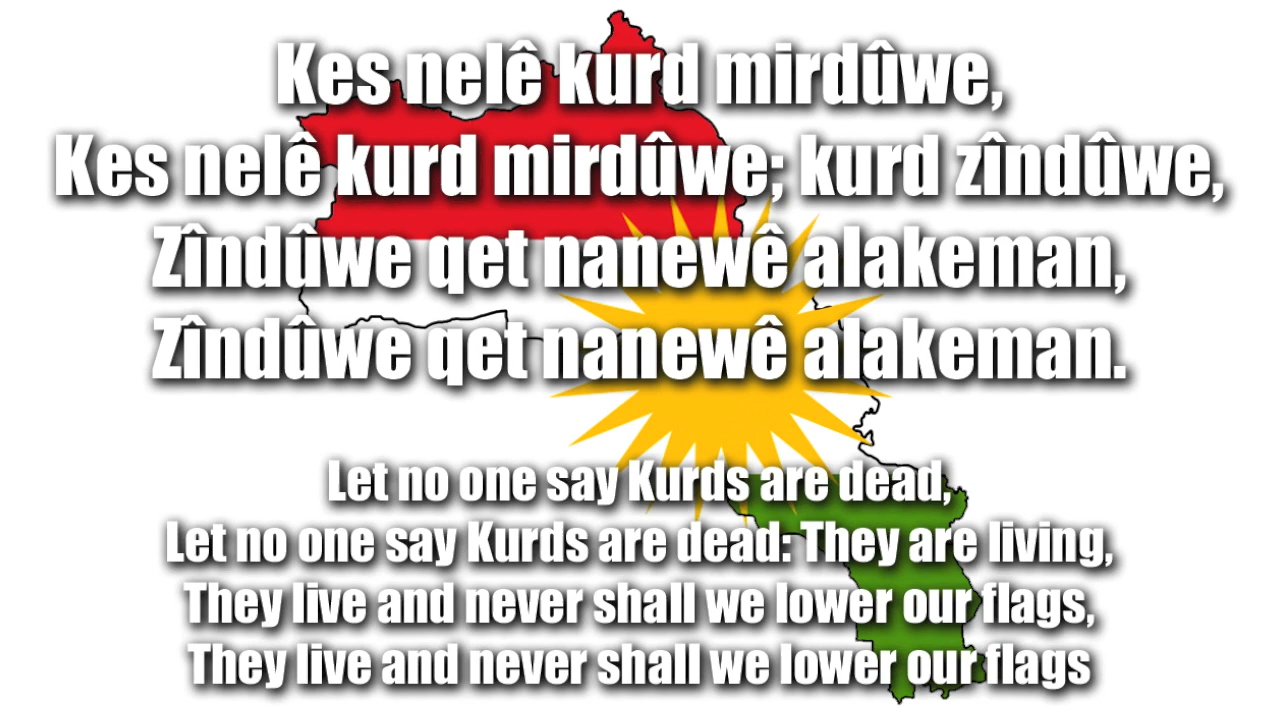 Kes nelê kurd mirdûwe,
Kes nelê kurd mirdûwe; kurd zîndûwe,
Zîndûwe qet nanewê alakeman,
Zîndûwe qet nanewê alakeman.
Let no one say Kurds are dead,
Let no one say Kurds are dead: They are living,
They live and never shall we lower our flags,
They live and never shall we lower our flags